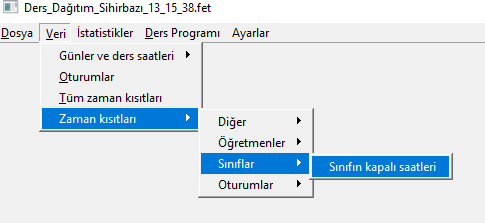 Ders_Dağıtım_Sihirbazı_13_15_38.fet
Dosya Veri İstatistikler Ders Programı Ayarlar
Günler ve ders saatleri
Oturumlar
Tüm zaman kısıtları
Zaman kısıtları
Diğer
Öğretmenler
Sınıflar
Sınıfın kapalı saatleri
Oturumlar